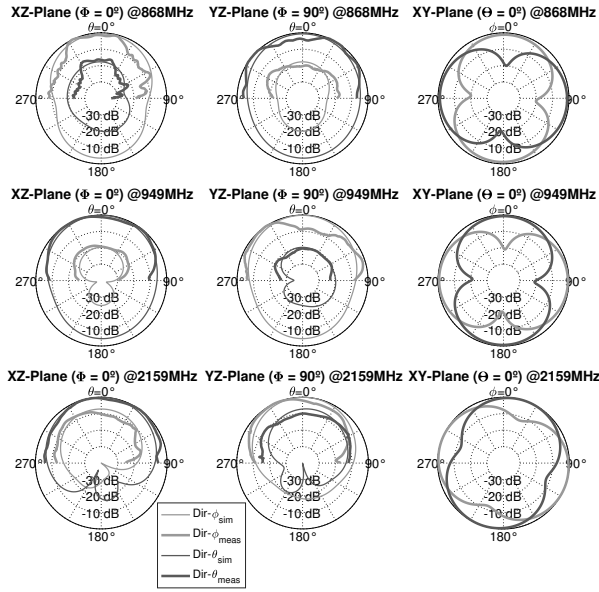 XZ-Plane (Φ = 0º) @868MHz YZ-Plane (Φ = 90º) @868MHz XY-Plane (Θ = 0º) @868MHz
θ=0° θ=0° ϕ=0°
270° 90° 270° 90° 270° 90°
-30 dB -30 dB -30 dB
-20 dB -20 dB -20 dB
-10 dB -10 dB -10 dB
180° 180° 180°
XZ-Plane (Φ = 0º) @949MHz YZ-Plane (Φ = 90º) @949MHz XY-Plane (Θ = 0º) @949MHz
θ=0° θ=0° ϕ=0°
270° 90° 270° 90° 270° 90°
-30 dB -30 dB -30 dB
-20 dB -20 dB -20 dB
-10 dB -10 dB -10 dB
180° 180° 180°
XZ-Plane (Φ = 0º) @2159MHz YZ-Plane (Φ = 90º) @2159MHz XY-Plane (Θ = 0º) @2159MHz
θ=0° θ=0° ϕ=0°
270° 90° 270° 90° 270° 90°
-30 dB -30 dB -30 dB
-20 dB -20 dB -20 dB
-10 dB -10 dB -10 dB
180° 180° 180°
Dir-ϕsim
Dir-ϕmeas
Dir-θsim
Dir-θmeas